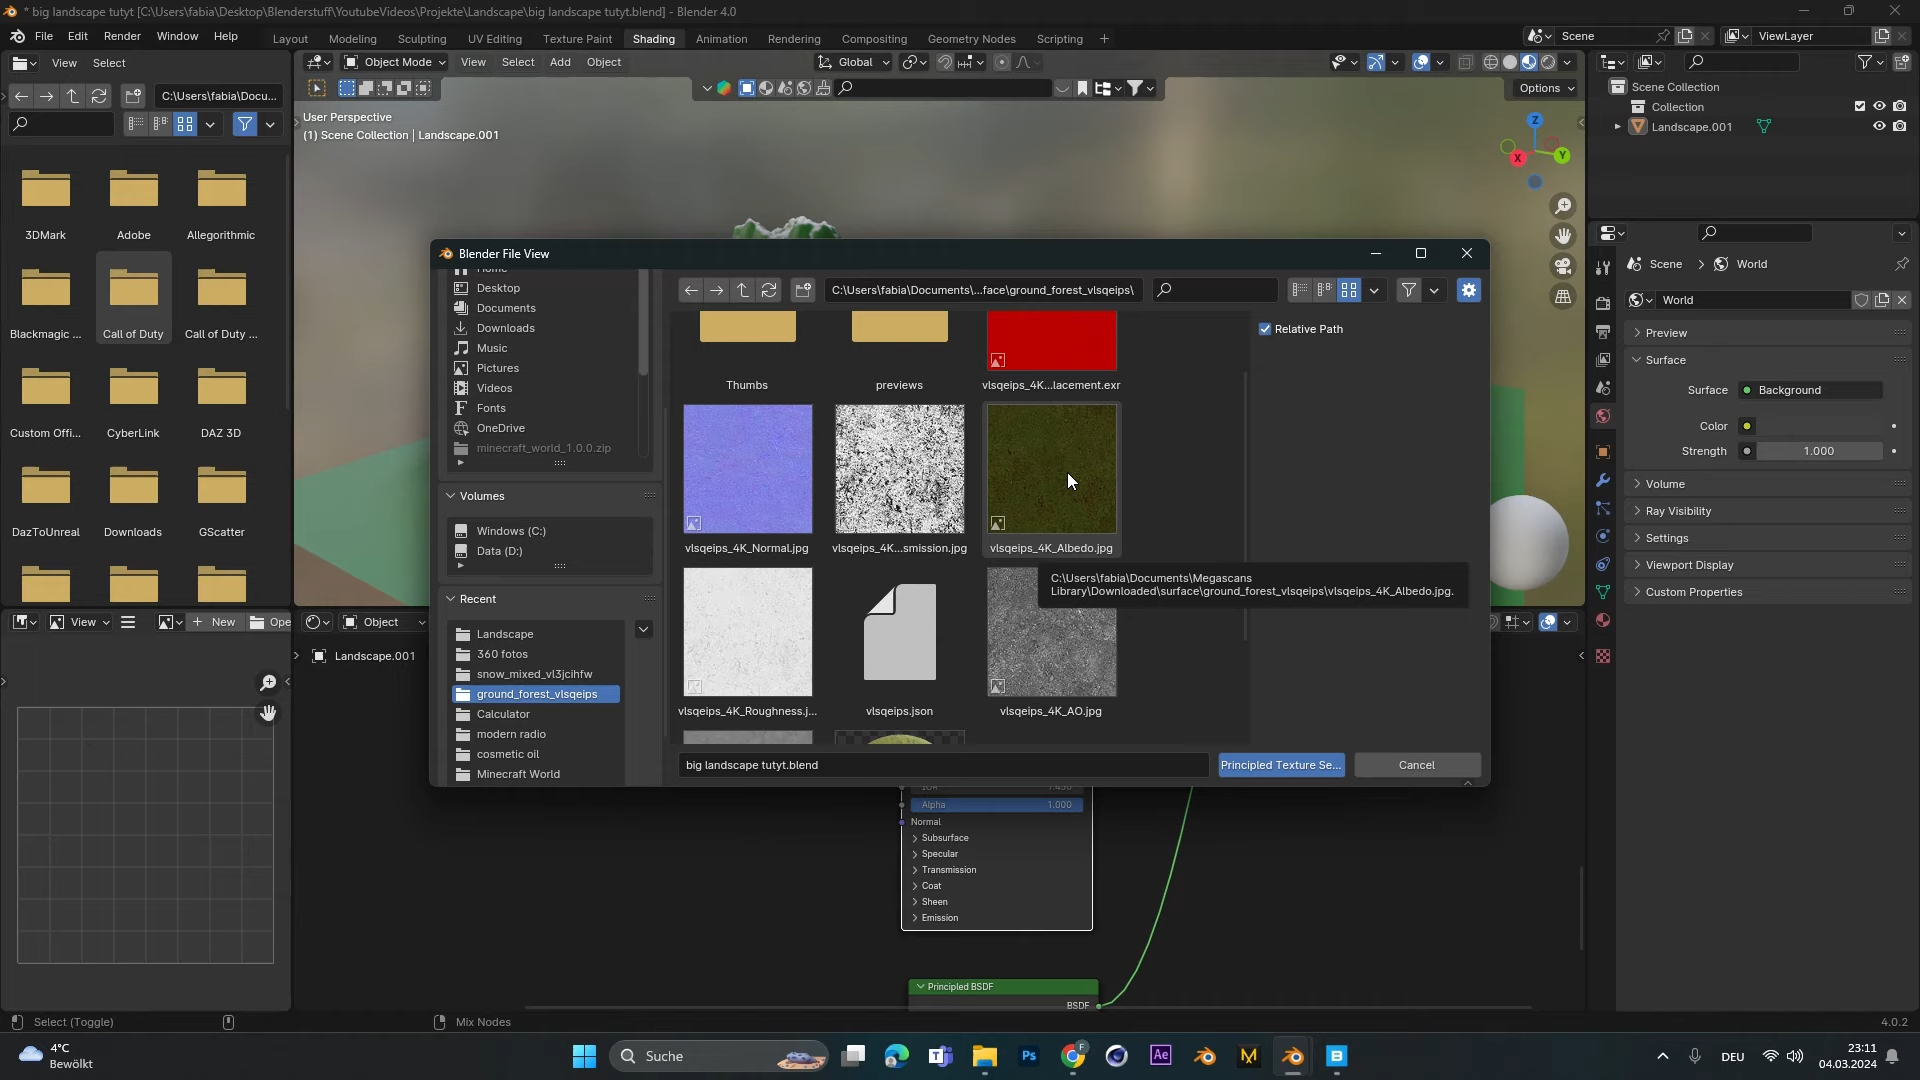 * big landscape tutyt [C:\Users\fabia\Desktop\Blenderstuff\YoutubeVideos\Projekte\Landscape\big landscape tutyt.blend] - Blender 4.0
File Edit Render Window Help
Layout Modeling Sculpting UV Editing Texture Paint Shading Animation Rendering Compositing Geometry Nodes Scripting +
Scene
ViewLayer
View Select
Object Mode View Select Add Object
Global
C:\Users\fabia\Docu...
Options
User Perspective
(1) Scene Collection | Landscape.001
Z
X
Y
Scene Collection
Collection
Landscape.001
3DMark Adobe Allegorithmic
Blackmagic ... Call of Duty Call of Duty ...
Custom Offi... CyberLink DAZ 3D
DazToUnreal Downloads GScatter
Blender File View
Home
Desktop
Documents
Downloads
Music
Pictures
Videos
Fonts
OneDrive
minecraft_world_1.0.0.zip
Volumes
Windows (C:)
Data (D:)
Recent
Landscape
360 fotos
snow_mixed_vl3jcihfw
ground_forest_vlsqeips
Calculator
modern radio
cosmetic oil
Minecraft World
C:\Users\fabia\Documents\...face\ground_forest_vlsqeips\
Relative Path
Thumbs previews vlsqeips_4K...lacement.exr
vlsqeips_4K_Normal.jpg vlsqeips_4K...smission.jpg vlsqeips_4K_Albedo.jpg
C:\Users\fabia\Documents\Megascans
Library\Downloaded\surface\ground_forest_vlsqeips\vlsqeips_4K_Albedo.jpg.
vlsqeips_4K_Roughness.j... vlsqeips.json vlsqeips_4K_AO.jpg
big landscape tutyt.blend
Principled Texture Se...
Cancel
Scene > World
World
Preview
Surface
Surface Background
Color
Strength 1.000
Volume
Ray Visibility
Settings
Viewport Display
Custom Properties
View
+ New
Ope
Object
Landscape.001
IOR 1.450
Alpha 1.000
Normal
Subsurface
Specular
Transmission
Coat
Sheen
Emission
Principled BSDF
BSDF
Select (Toggle)
Mix Nodes
4.0.2
4°C
Bewölkt
Suche
Ps
F
Ae
M
B
DEU
23:11
04.03.2024